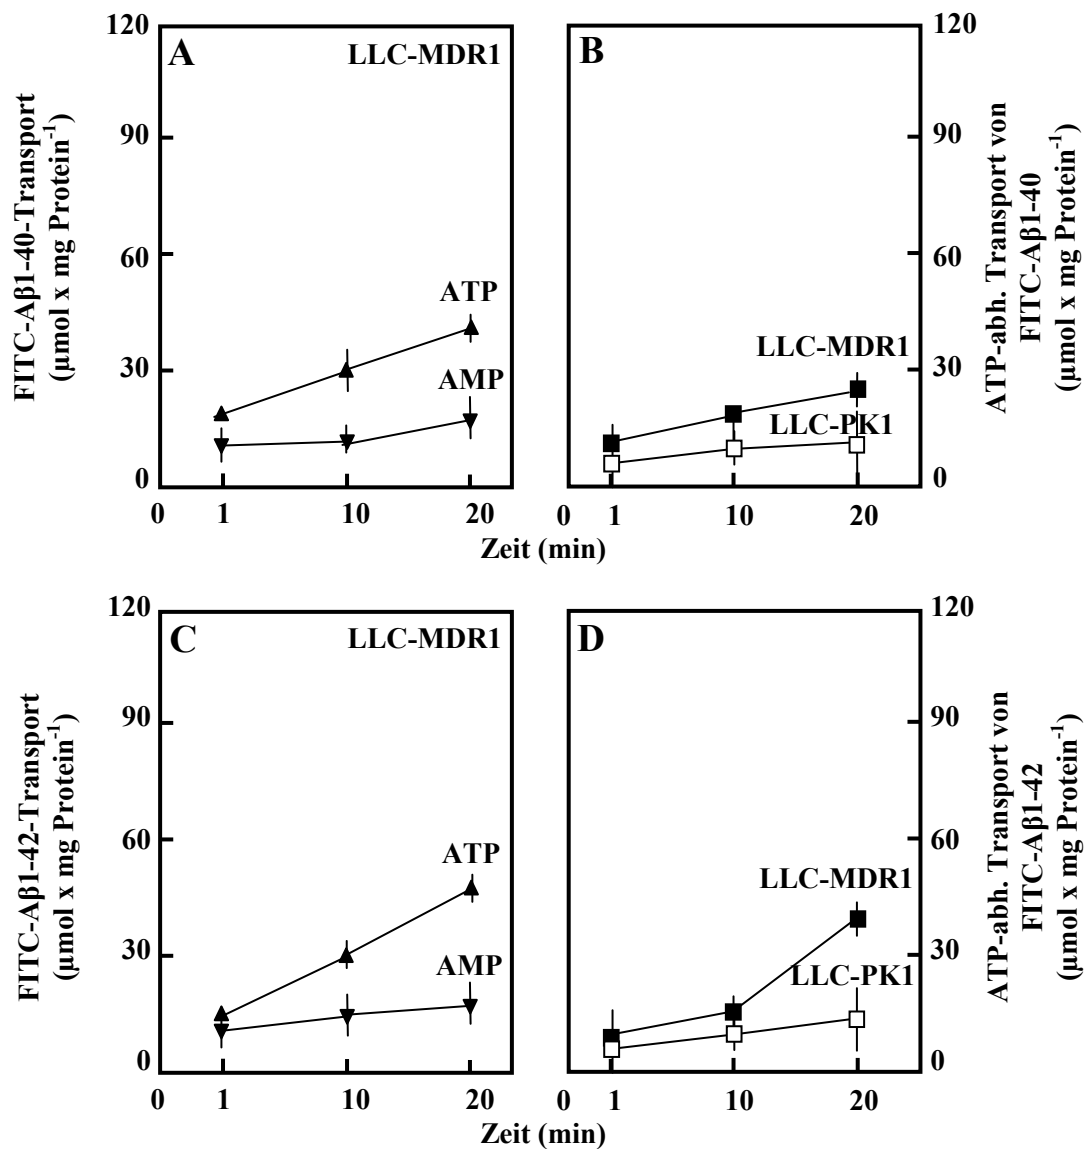 120
A
LLC-MDR1
90
60
30
0
ATP
AMP
0
1
10
20
FITC-Aβ1-40-Transport
(µmol x mg Protein⁻¹)
B
120
90
60
30
0
LLC-MDR1
LLC-PK1
0
1
10
20
ATP-abh. Transport von
FITC-Aβ1-40
(µmol x mg Protein⁻¹)
Zeit (min)
120
C
LLC-MDR1
90
60
30
0
ATP
AMP
0
1
10
20
FITC-Aβ1-42-Transport
(µmol x mg Protein⁻¹)
D
120
90
60
30
0
LLC-MDR1
LLC-PK1
0
1
10
20
ATP-abh. Transport von
FITC-Aβ1-42
(µmol x mg Protein⁻¹)
Zeit (min)